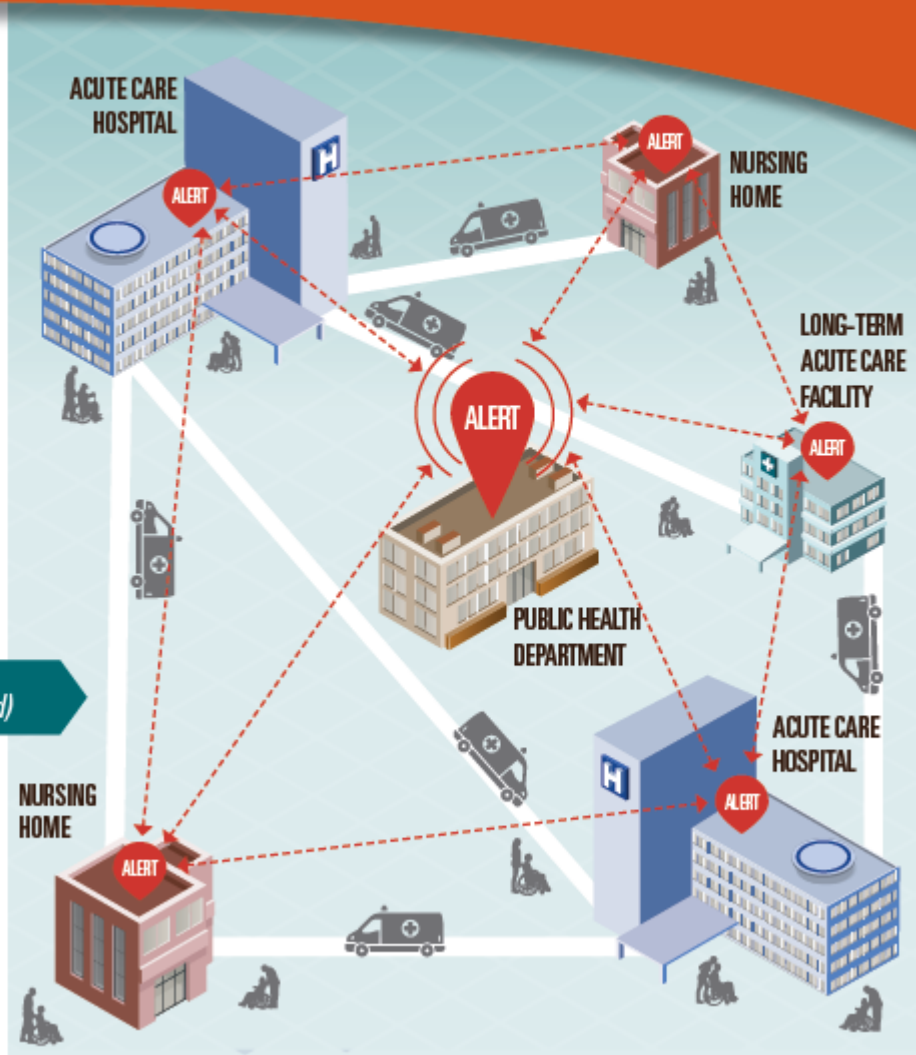 ACUTE CARE
HOSPITAL
H
ALERT
ALERT
NURSING
HOME
LONG-TERM
ACUTE CARE
FACILITY
ALERT
ALERT
PUBLIC HEALTH
DEPARTMENT
d)
ACUTE CARE
HOSPITAL
H
ALERT
NURSING
HOME
ALERT